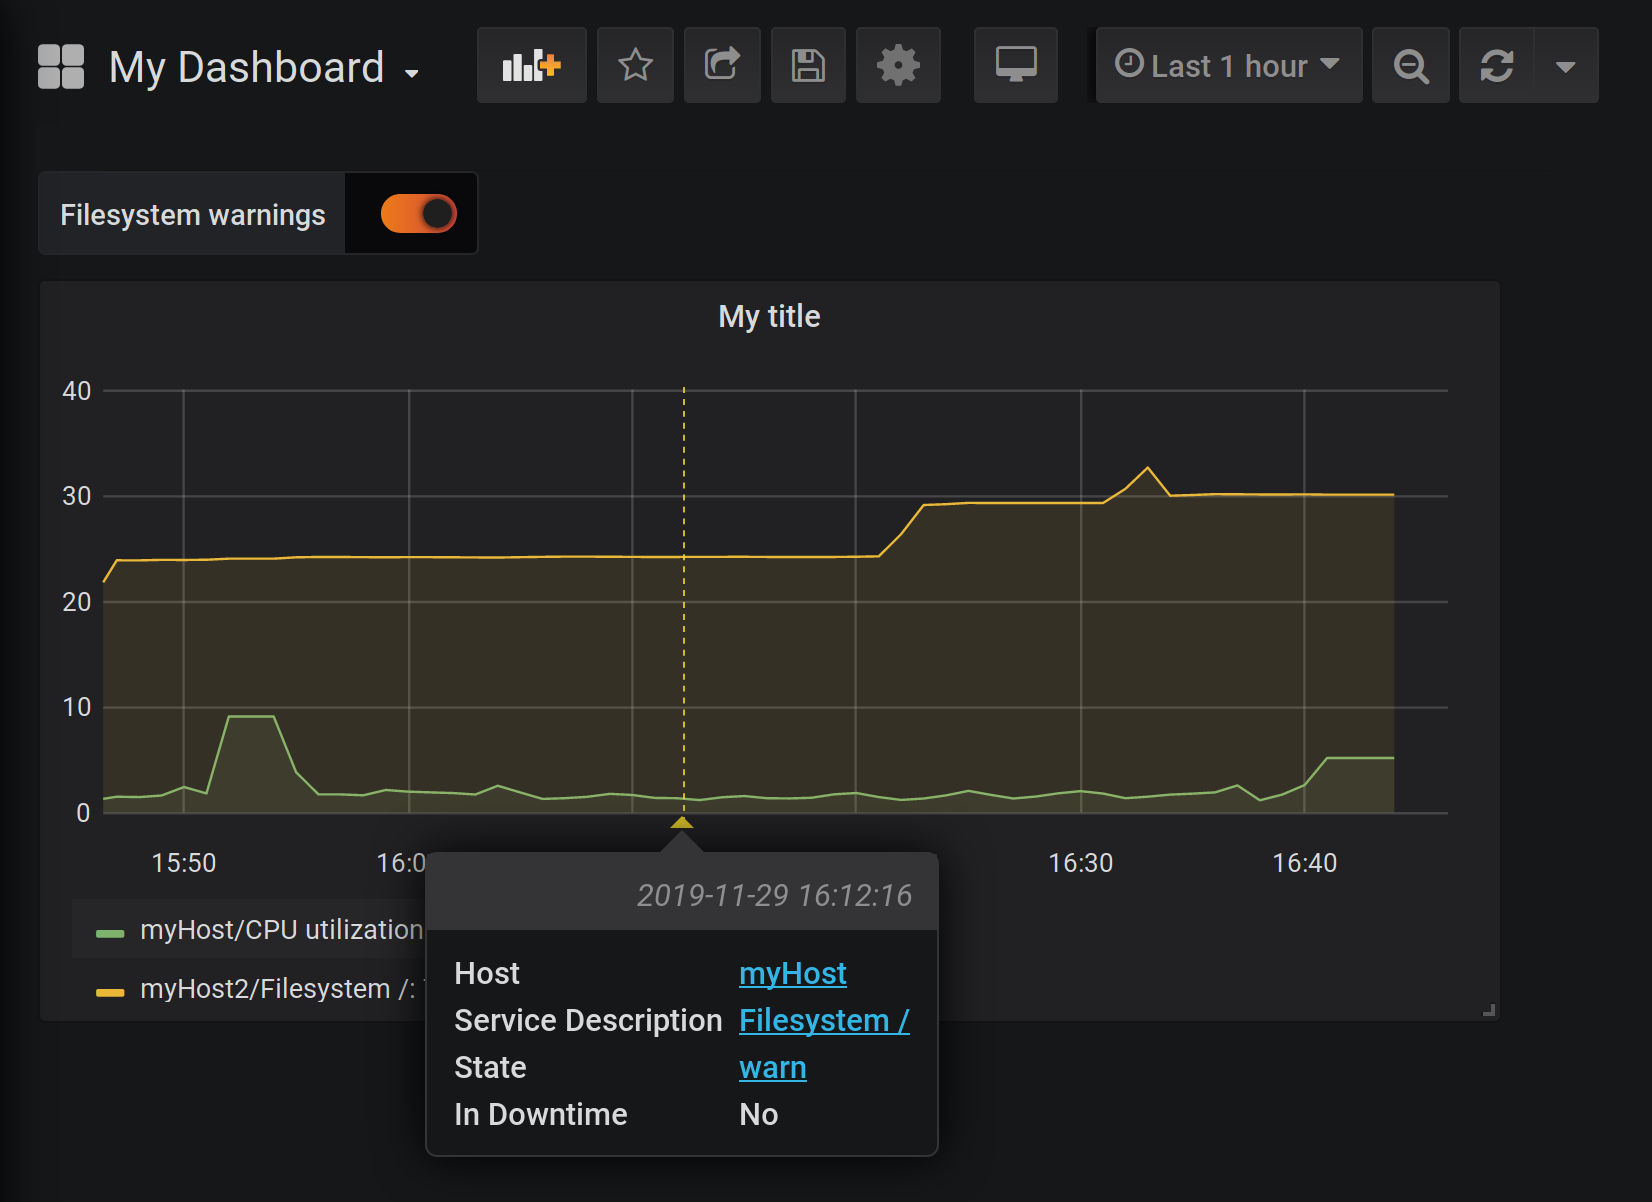 My Dashboard
Last 1 hour
Filesystem warnings
My title
40
30
20
10
0
15:50 16:0 16:30 16:40
2019-11-29 16:12:16
myHost/CPU utilization
myHost2/Filesystem /:
Host myHost
Service Description Filesystem /
State warn
In Downtime No